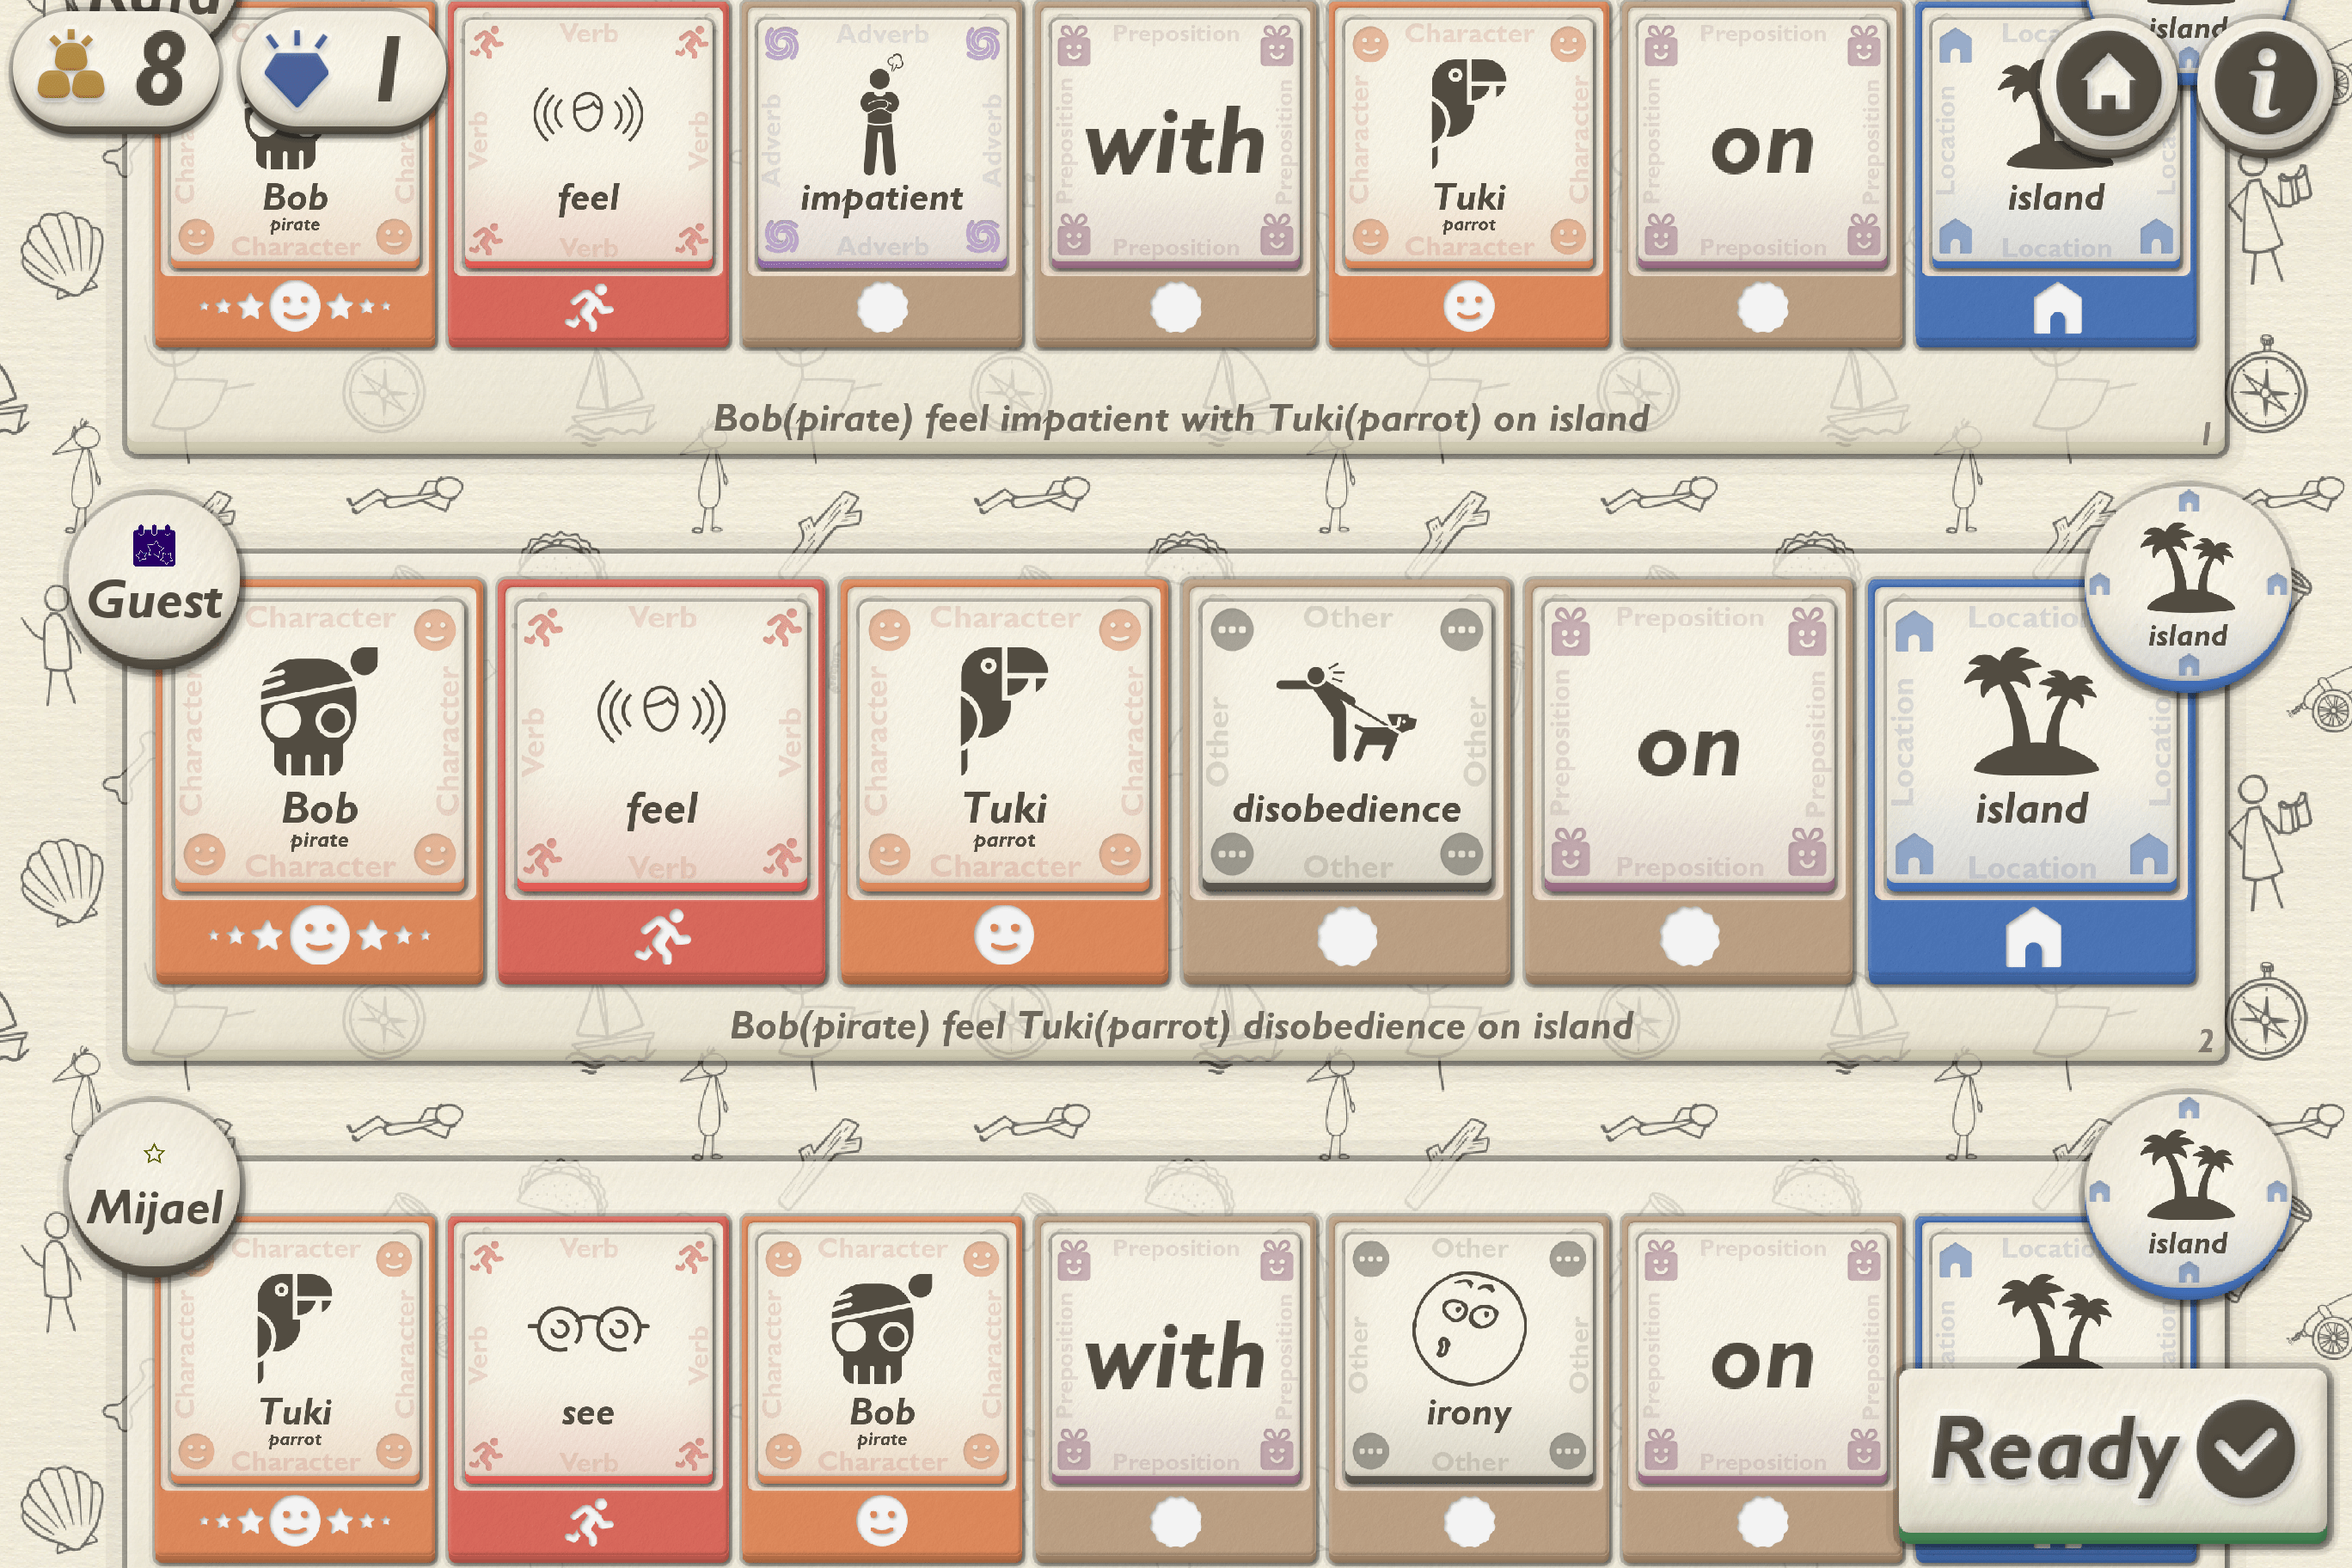 8
1
island
Verb
Adverb
Preposition
Character
Preposition
Bob
pirate
feel
impatient
with
Tuki
parrot
on
island
Character
Verb
Adverb
Preposition
Character
Preposition
Location
Bob(pirate) feel impatient with Tuki(parrot) on island
1
Guest
island
Character
Verb
Character
Other
Preposition
Bob
pirate
feel
Tuki
parrot
disobedience
on
island
Character
Verb
Character
Other
Preposition
Location
Bob(pirate) feel Tuki(parrot) disobedience on island
2
Mijael
island
Character
Verb
Character
Preposition
Other
Preposition
Tuki
parrot
see
Bob
pirate
with
irony
on
Character
Verb
Character
Preposition
Other
Preposition
Ready